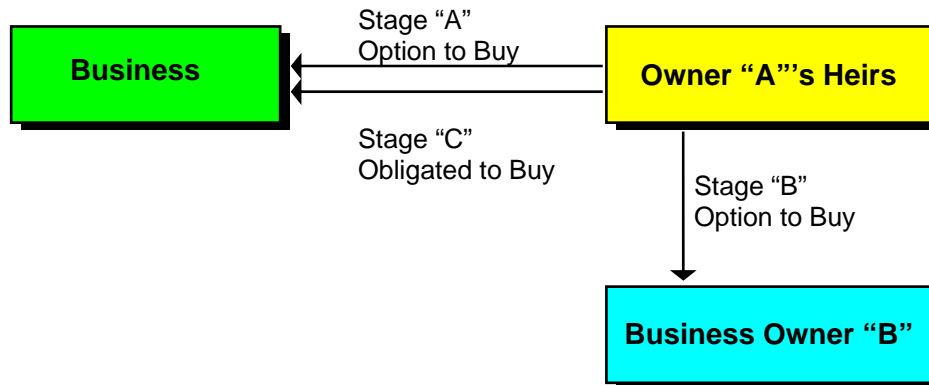 Stage “A”
Option to Buy
Business
Owner “A”’s Heirs
Stage “C”
Obligated to Buy
Stage “B”
Option to Buy
Business Owner “B”